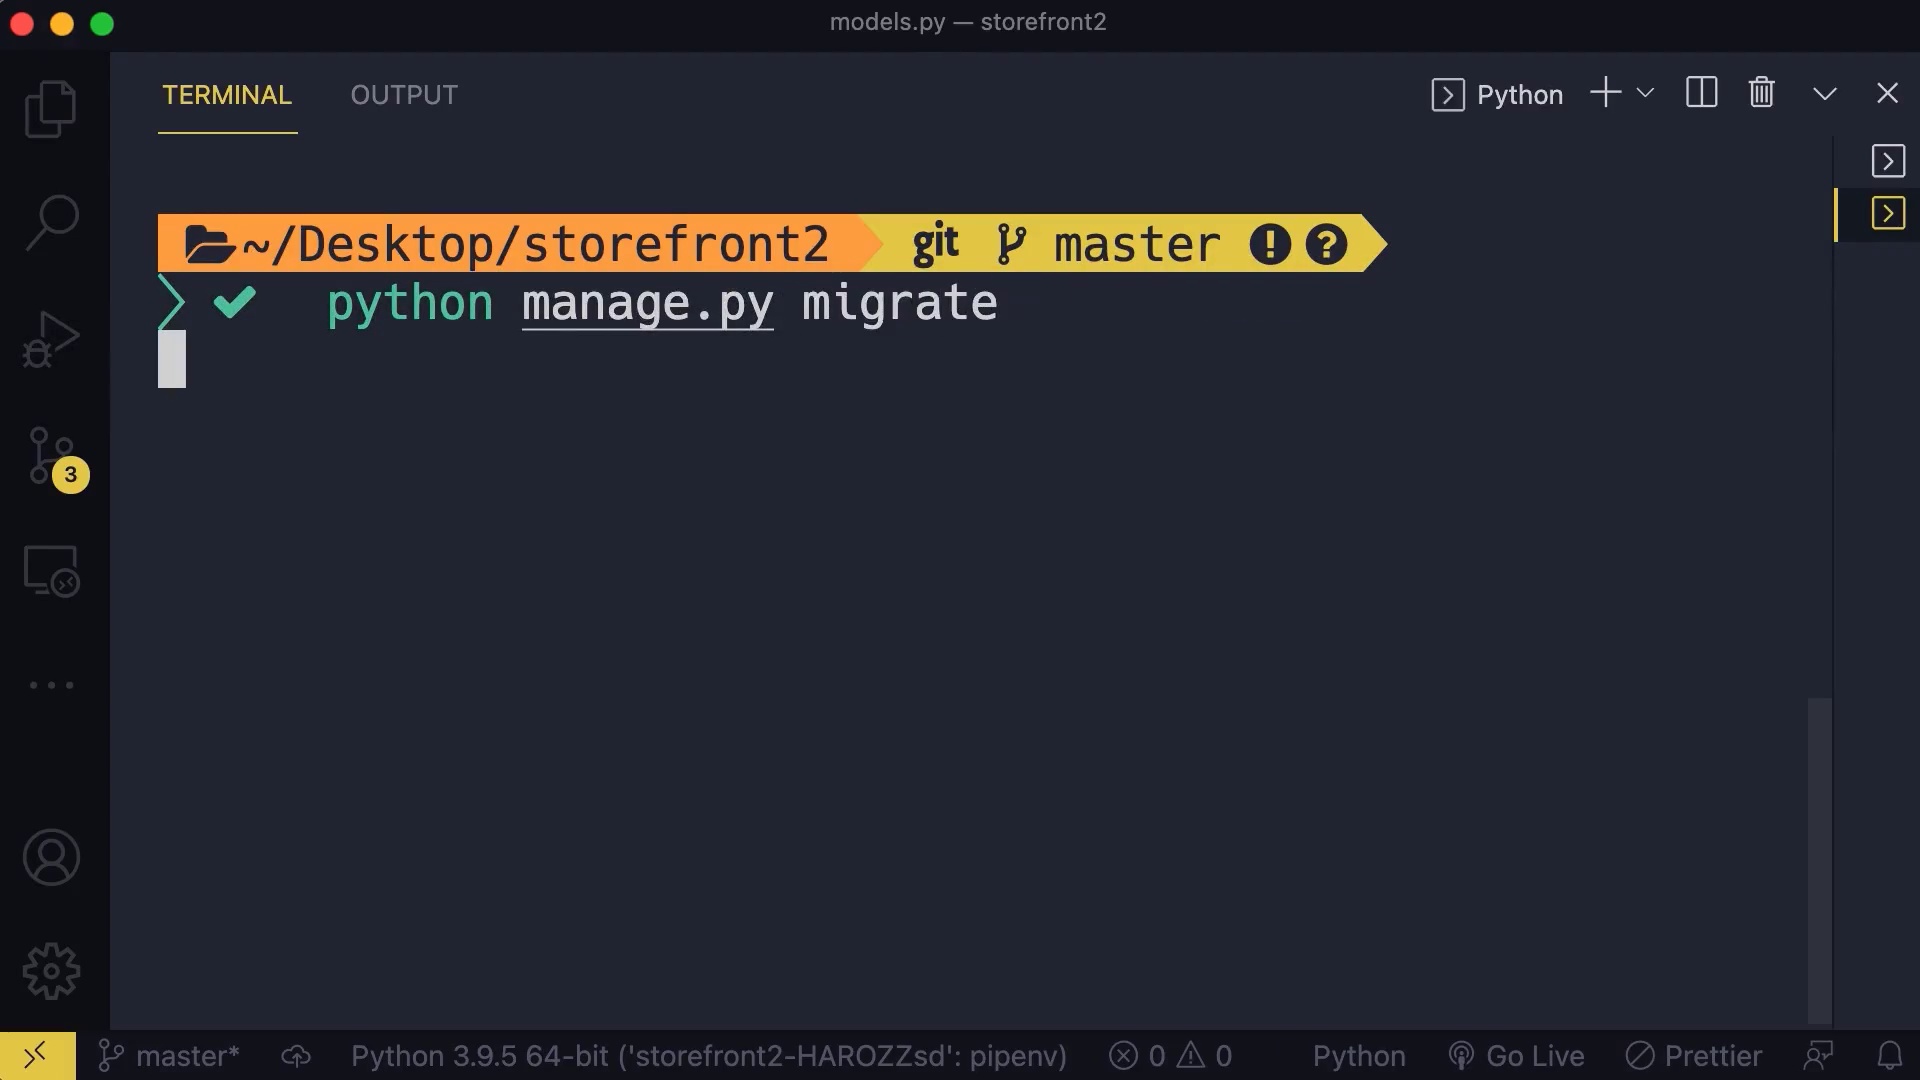 models.py — storefront2
TERMINAL OUTPUT Python
~/Desktop/storefront2 git master
python manage.py migrate
3
master* Python 3.9.5 64-bit ('storefront2-HAROZZsd': pipenv) 0 0 Python Go Live Prettier